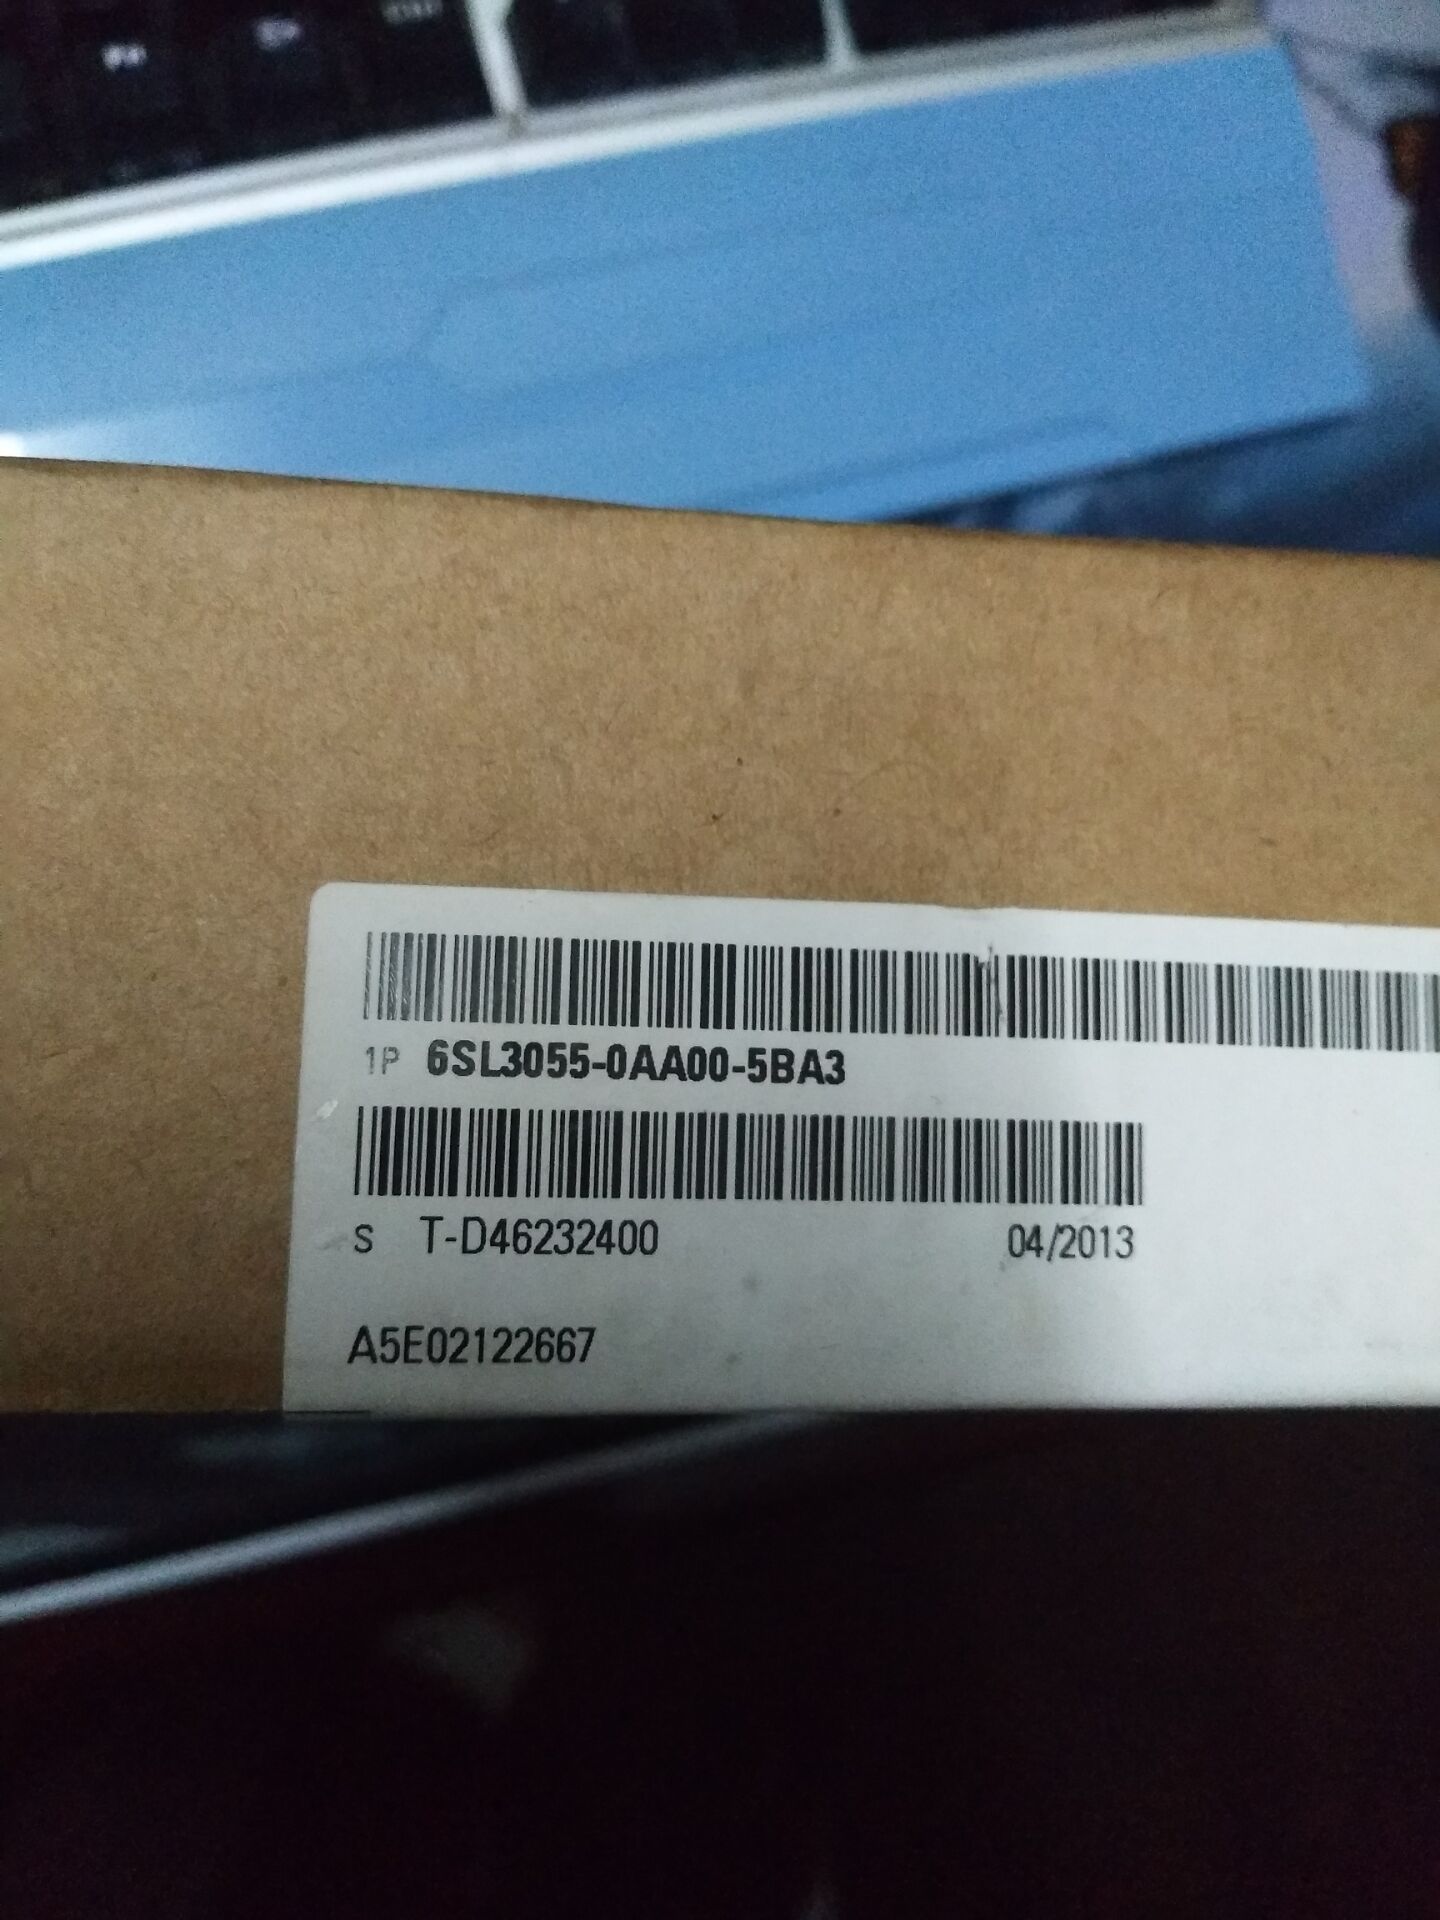 1P 6SL3055-0AA00-5BA3
S T-D46232400 04/2013
A5E02122667